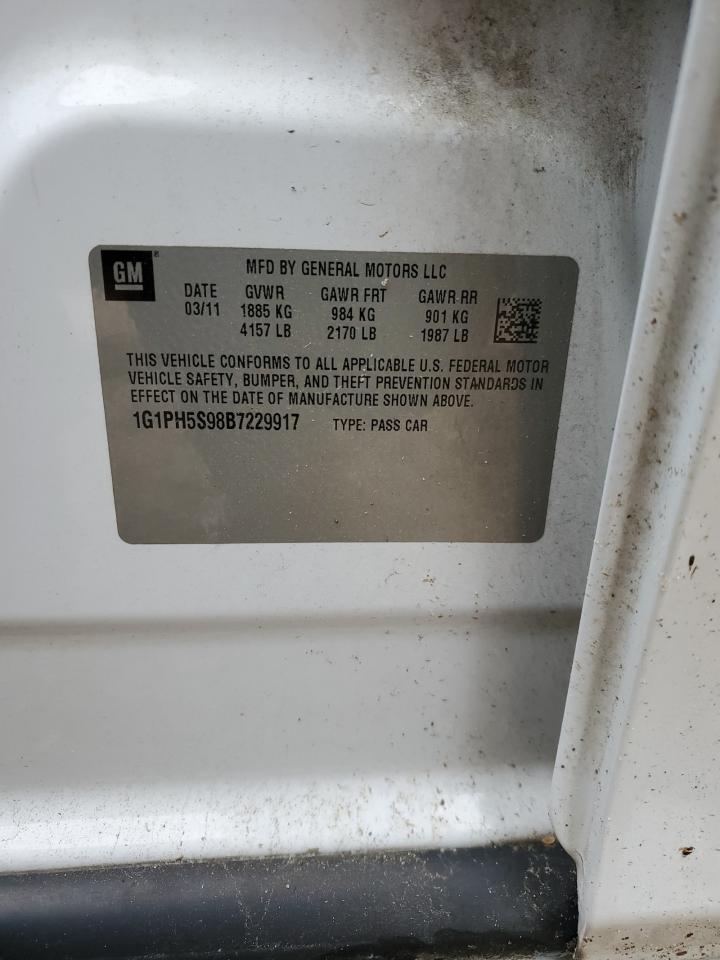 GM
MFD BY GENERAL MOTORS LLC
DATE GVWR GAWR FRT GAWR RR
03/11 1885 KG 984 KG 901 KG
4157 LB 2170 LB 1987 LB
THIS VEHICLE CONFORMS TO ALL APPLICABLE U.S. FEDERAL MOTOR
VEHICLE SAFETY, BUMPER, AND THEFT PREVENTION STANDARDS IN
EFFECT ON THE DATE OF MANUFACTURE SHOWN ABOVE.
1G1PH5S98B7229917 TYPE: PASS CAR